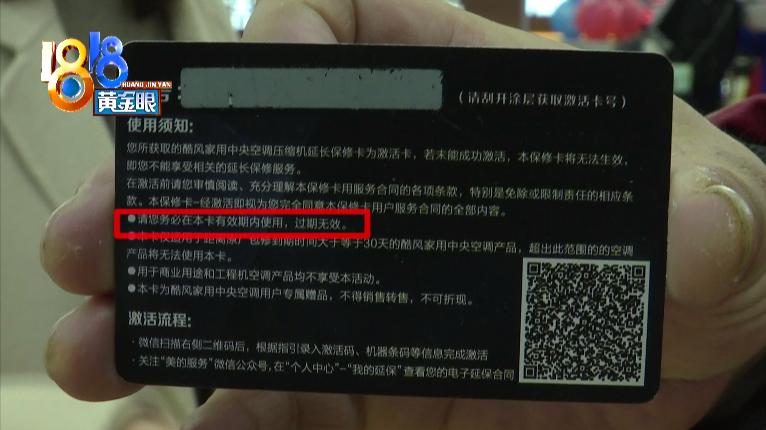 1818
HUANG JIN YAN
黄金眼
号
（请刮开涂层获取激活卡号）
使用须知：
您所获取的酷风家用中央空调压缩机延长保修卡为激活卡，若未能成功激活，本保修卡将无法生效，
即您不能享受相关的延长保修服务。
在激活前请您审慎阅读、充分理解本保修卡用服务合同的各项条款，特别是免除或限制责任的相应条
款。本保修卡一经激活即视为您完全同意本保修卡用户服务合同的全部内容。
●请您务必在本卡有效期内使用，过期无效。
●本卡仅适用于距离原厂包修到期时间大于等于30天的酷风家用中央空调产品，超出此范围的的空调
产品将无法使用本卡。
●用于商业用途和工程机空调产品均不享受本活动。
●本卡为酷风家用中央空调用户专属赠品，不得销售转售，不可折现。
激活流程：
·微信扫描右侧二维码后，根据指引录入激活码、机器条码等信息完成激活
·关注“美的服务”微信公众号，在“个人中心”-“我的延保”查看您的电子延保合同